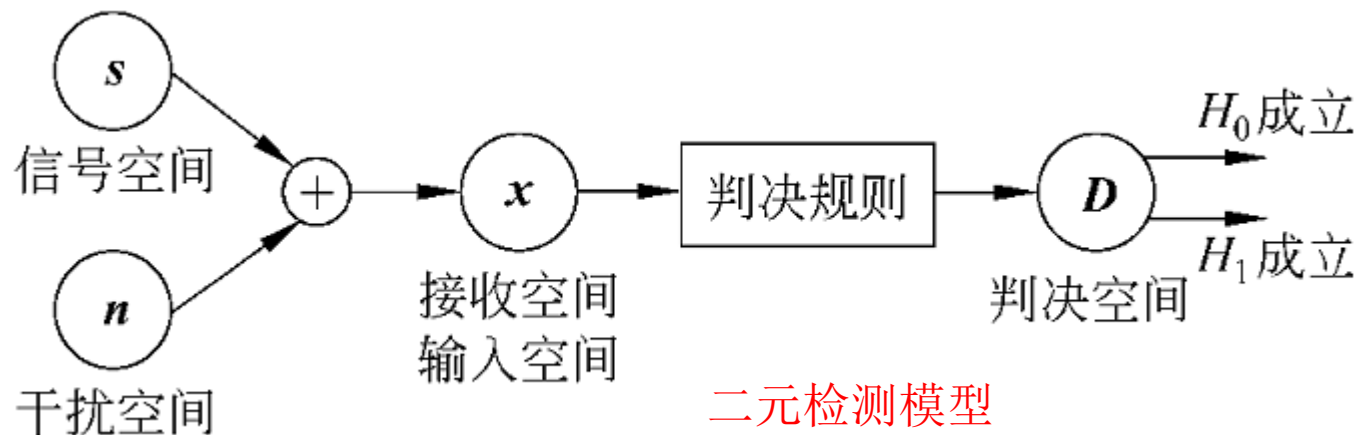 s
信号空间
n
干扰空间
+
x
接收空间
输入空间
判决规则
D
判决空间
H₀成立
H₁成立
二元检测模型